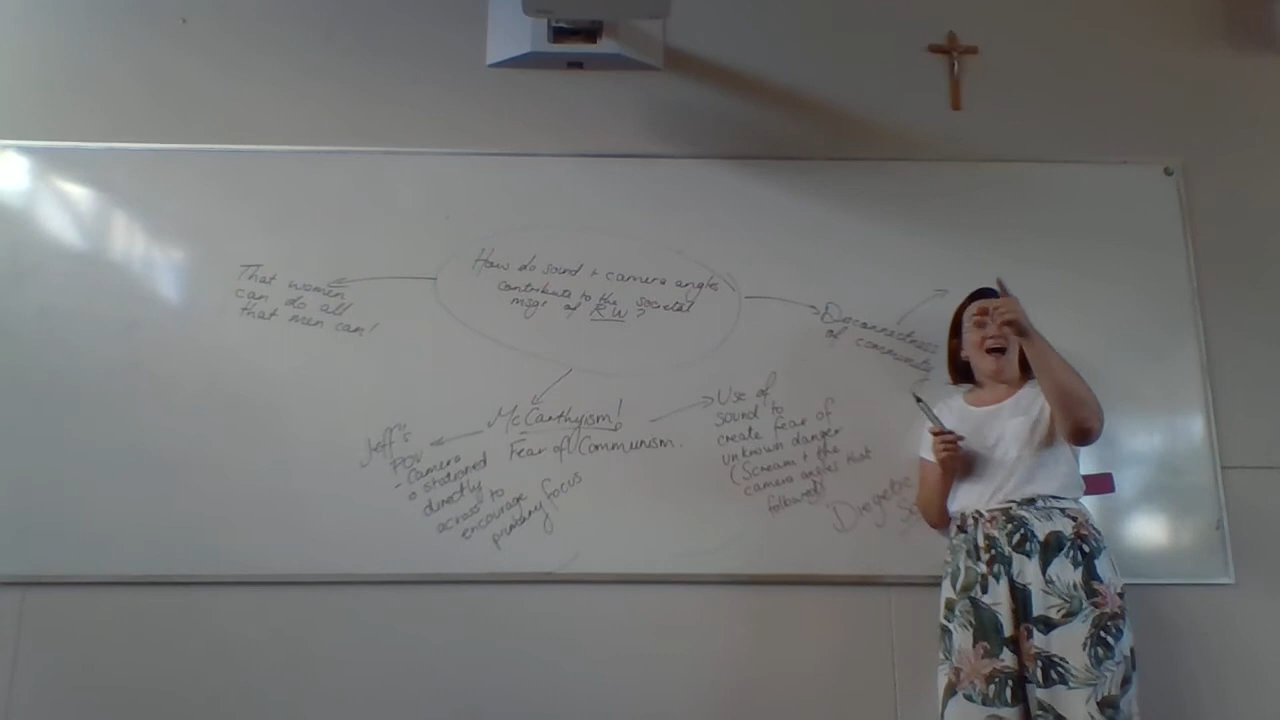 How do sound + camera angles
contribute to the societal
msgs of RW?
That women
can do all
that men can!
Disconnectness
of community
McCarthyism!
Fear of Communism.
Jeff's
POV
- Camera
stationed
directly
across to
encourage
primary focus
Use of
sound to
create fear of
unknown danger
(Scream + the
camera angles that
followed)
Diegetic